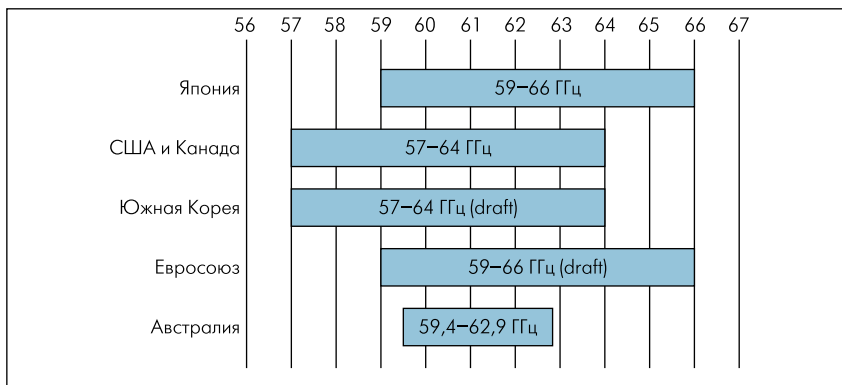 56 57 58 59 60 61 62 63 64 65 66 67
Япония 59–66 ГГц
США и Канада 57–64 ГГц
Южная Корея 57–64 ГГц (draft)
Евросоюз 59–66 ГГц (draft)
Австралия 59,4–62,9 ГГц